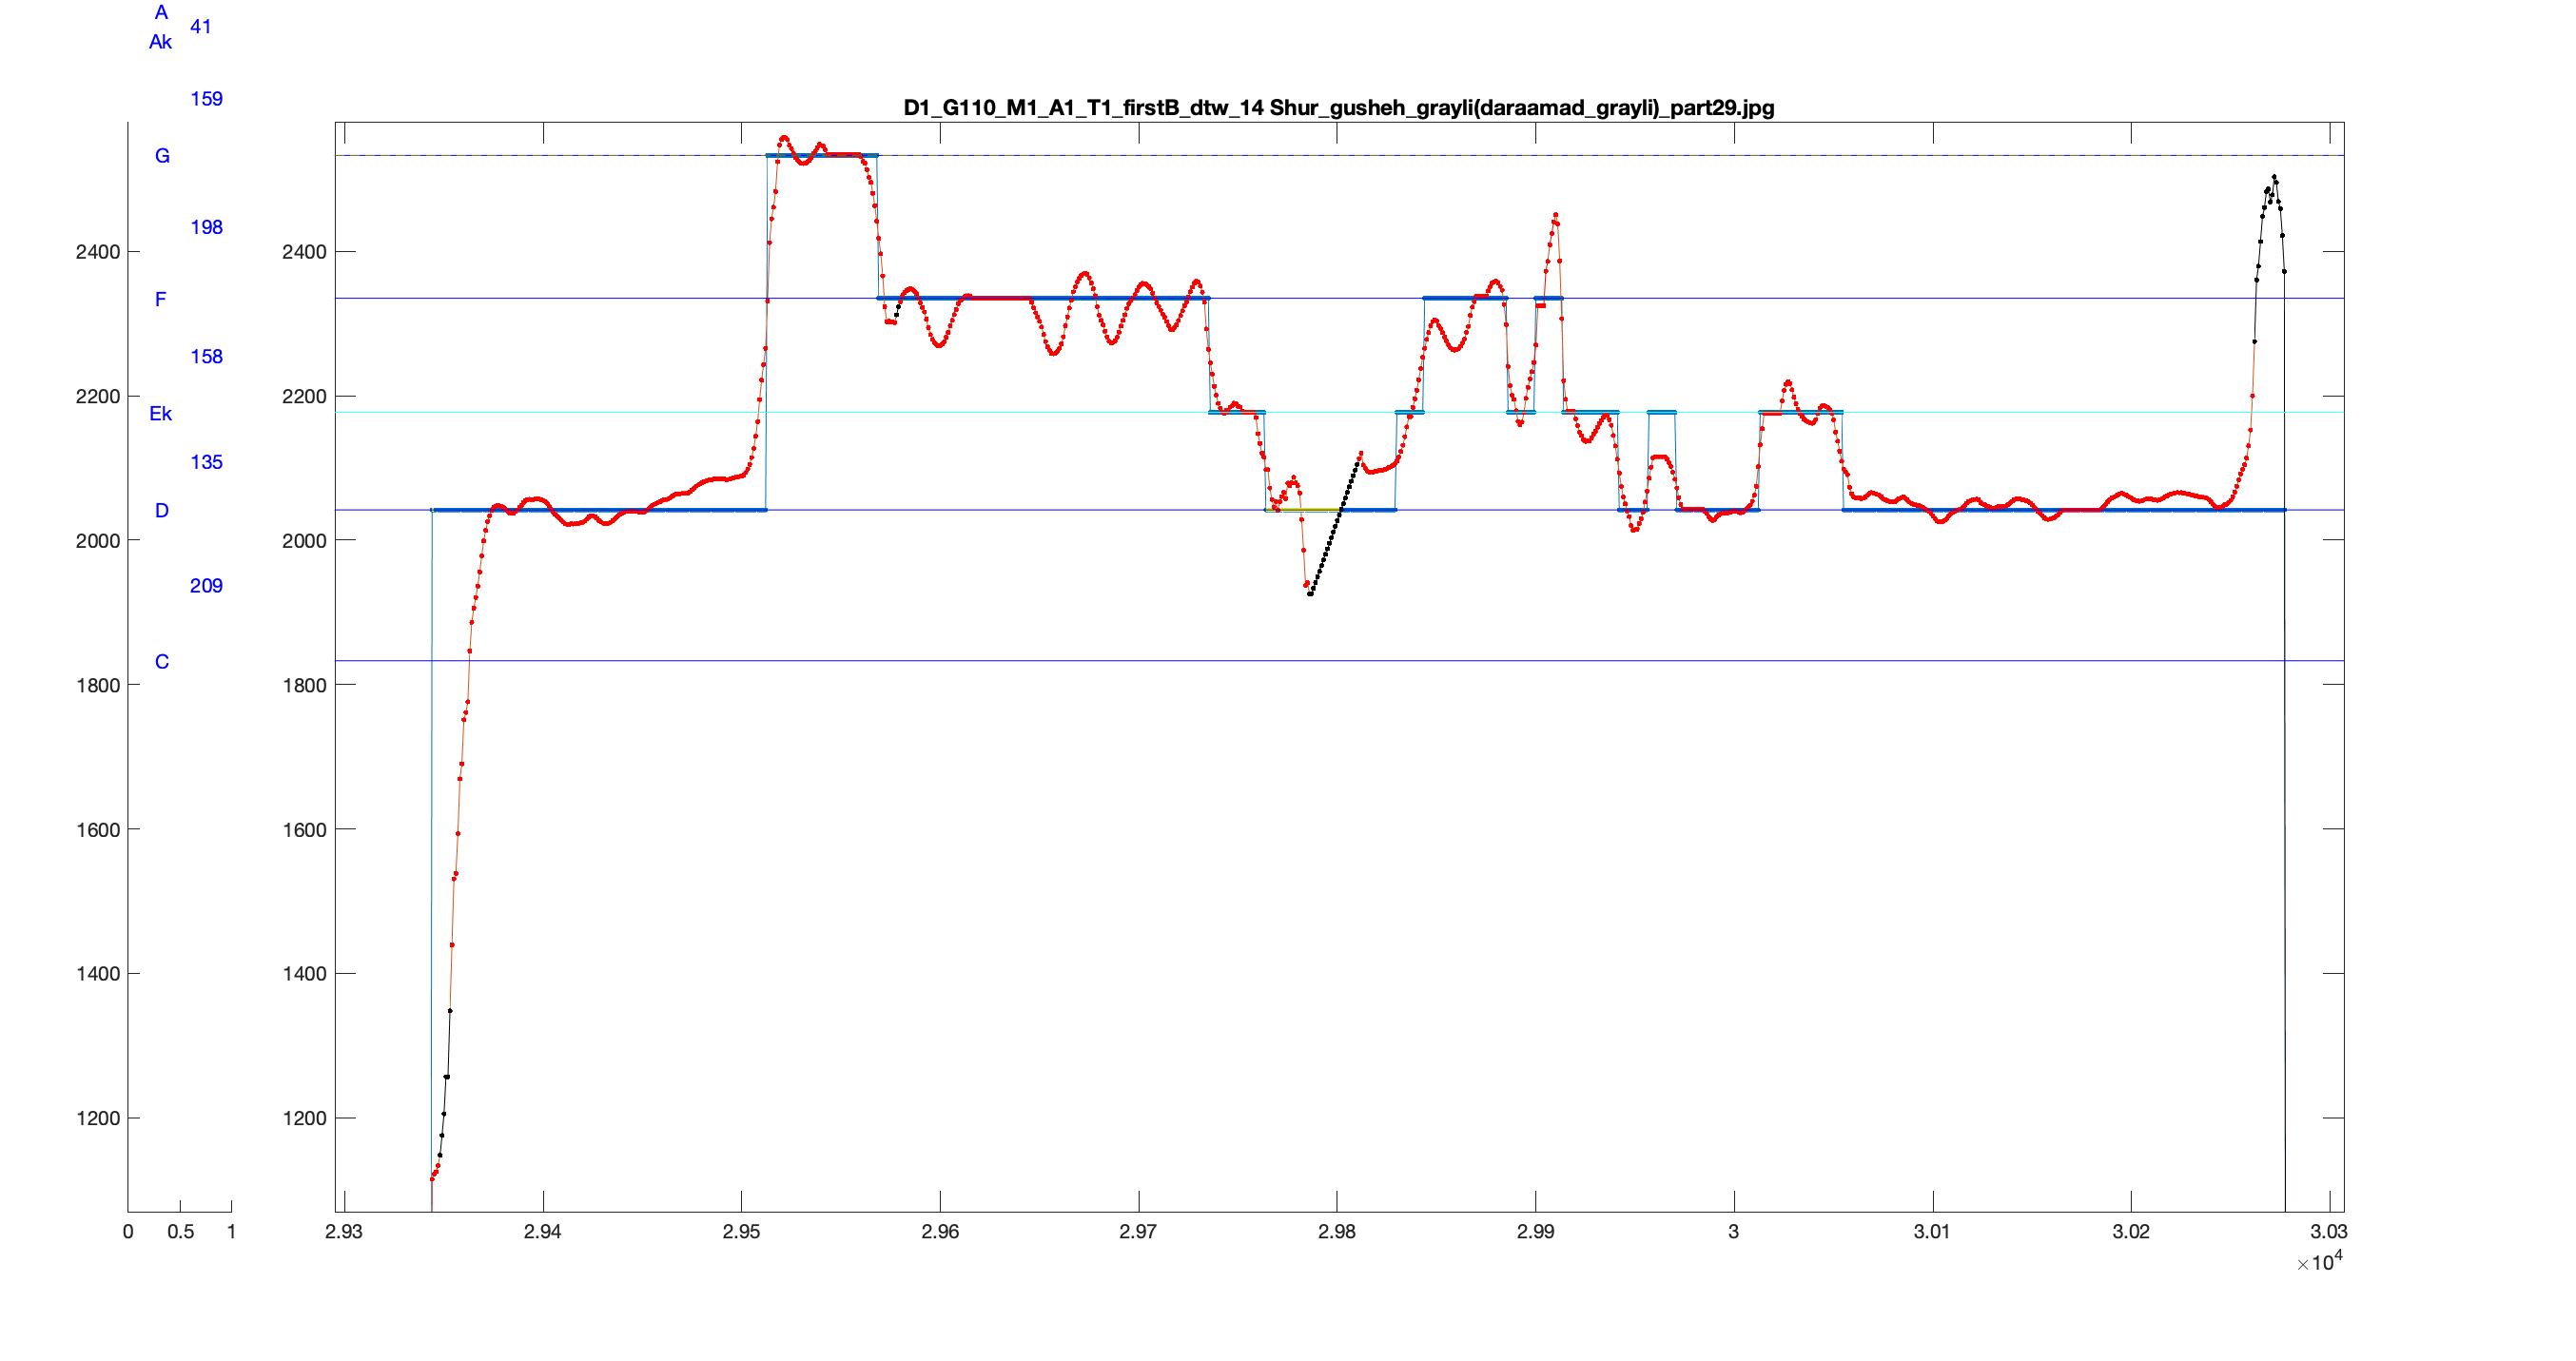 A
41
Ak
159
D1_G110_M1_A1_T1_firstB_dtw_14 Shur_gusheh_grayli(daraamad_grayli)_part29.jpg
G
198
2400 2400
F
158
2200 2200
Ek
135
D
2000 2000
209
C
1800 1800
1600 1600
1400 1400
1200 1200
0 0.5 1 2.93 2.94 2.95 2.96 2.97 2.98 2.99 3 3.01 3.02 3.03
×10^4